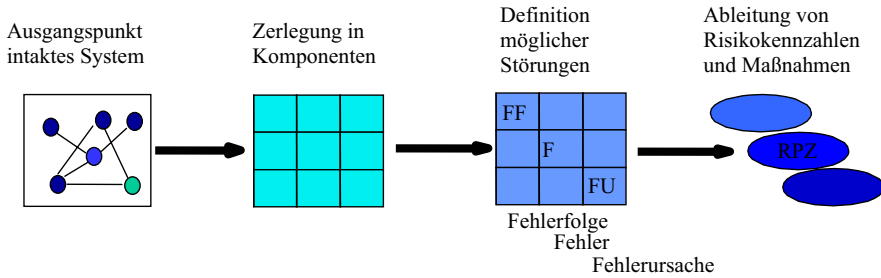 Ausgangspunkt
intaktes System
Zerlegung in
Komponenten
Definition
möglicher
Störungen
Ableitung von
Risikokennzahlen
und Maßnahmen
FF
F
FU
RPZ
Fehlerfolge
Fehler
Fehlerursache